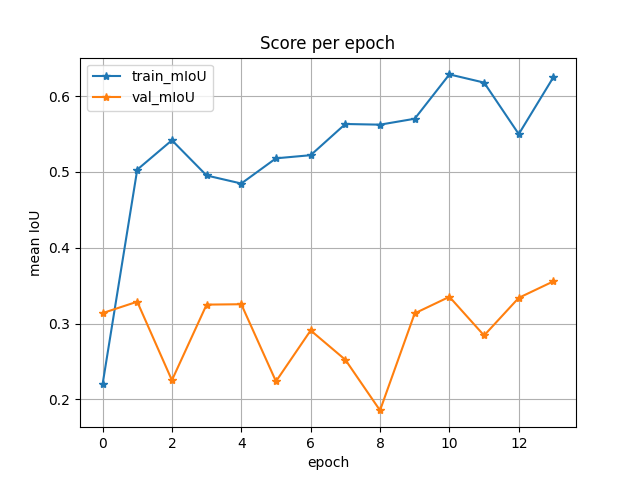 Score per epoch
train_mIoU
val_mIoU
0.6
0.5
0.4
0.3
0.2
mean IoU
0 2 4 6 8 10 12
epoch